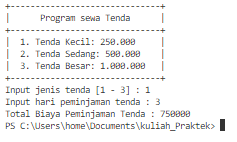 +----------------------------+
|     Program sewa Tenda     |
+----------------------------+
| 1. Tenda Kecil: 250.000    |
| 2. Tenda Sedang: 500.000   |
| 3. Tenda Besar: 1.000.000  |
+----------------------------+
Input jenis tenda [1 - 3] : 1
Input hari peminjaman tenda : 3
Total Biaya Peminjaman Tenda : 750000
PS C:\Users\home\Documents\kuliah_Praktek>